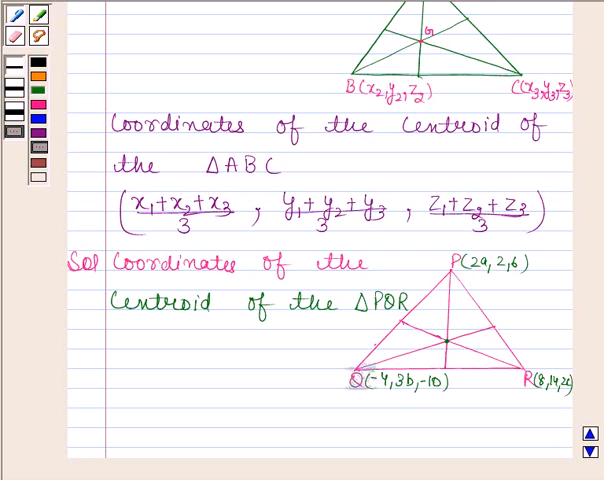 G
B(x2,y2,z2) C(x3,y3,z3)
Coordinates of the Centroid of
the △ABC
(x1+x2+x3/3 , y1+y2+y3/3 , z1+z2+z3/3)
Sol Coordinates of the
P(2a,2,6)
Centroid of the △PQR
Q(-4,3b,-10) R(8,14,2c)